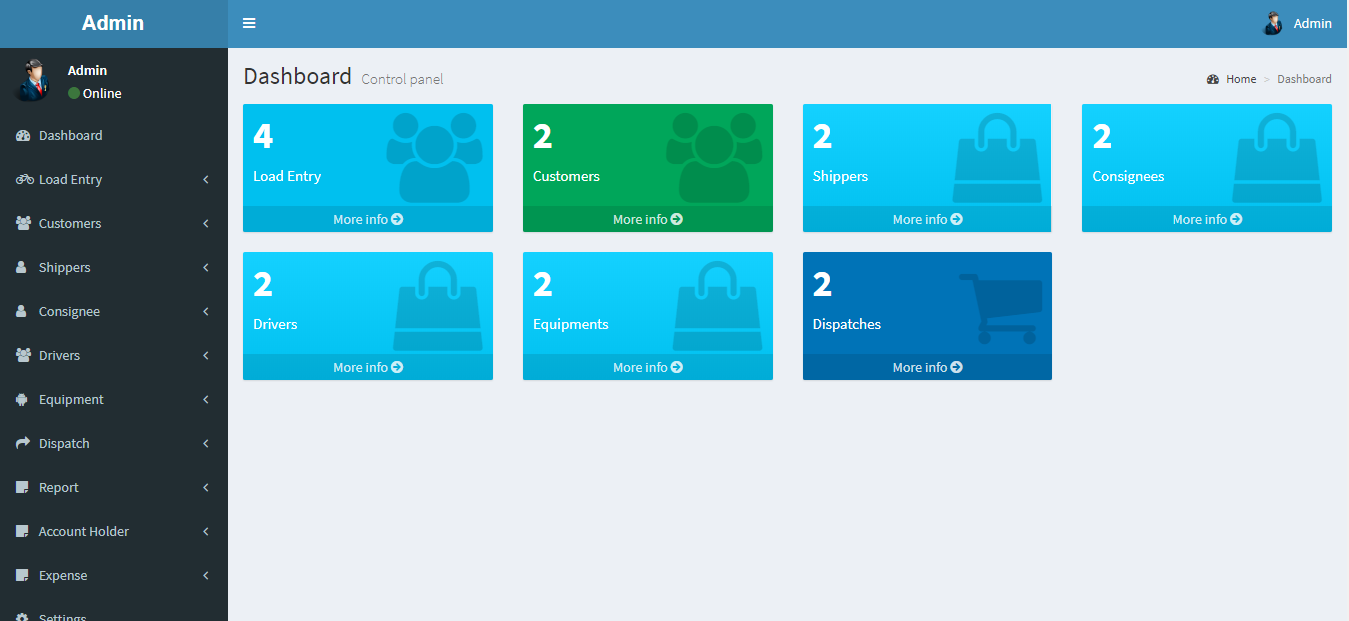 Admin
Admin
Admin
Online
Dashboard
Load Entry
Customers
Shippers
Consignee
Drivers
Equipment
Dispatch
Report
Account Holder
Expense
Settings
Dashboard Control panel
Home > Dashboard
4
Load Entry
More info
2
Customers
More info
2
Shippers
More info
2
Consignees
More info
2
Drivers
More info
2
Equipments
More info
2
Dispatches
More info